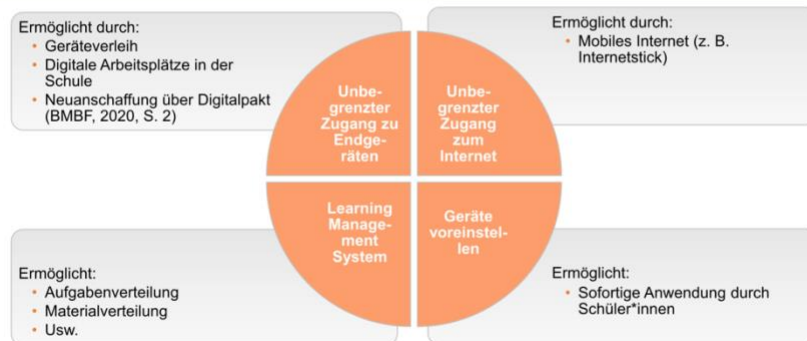 Ermöglicht durch:
• Geräteverleih
• Digitale Arbeitsplätze in der
Schule
• Neuanschaffung über Digitalpakt
(BMBF, 2020, S. 2)
Ermöglicht durch:
• Mobiles Internet (z. B.
Internetstick)
Unbe-
grenzter
Zugang zu
Endge-
räten
Unbe-
grenzter
Zugang
zum
Internet
Learning
Manage-
ment
System
Geräte
voreinstel-
len
Ermöglicht:
• Aufgabenverteilung
• Materialverteilung
• Usw.
Ermöglicht:
• Sofortige Anwendung durch
Schüler*innen